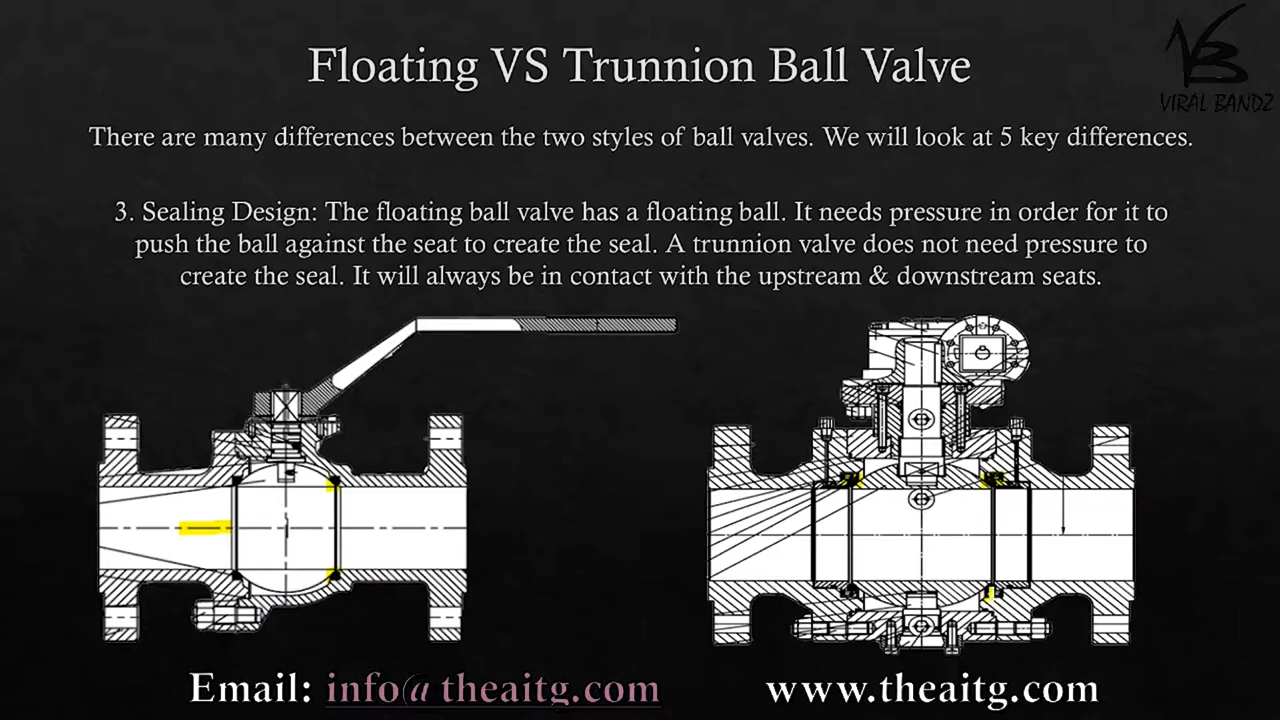 Floating VS Trunnion Ball Valve
VIRAL BANDZ
There are many differences between the two styles of ball valves. We will look at 5 key differences.
3. Sealing Design: The floating ball valve has a floating ball. It needs pressure in order for it to
push the ball against the seat to create the seal. A trunnion valve does not need pressure to
create the seal. It will always be in contact with the upstream & downstream seats.
Email: info@theaitg.com
www.theaitg.com